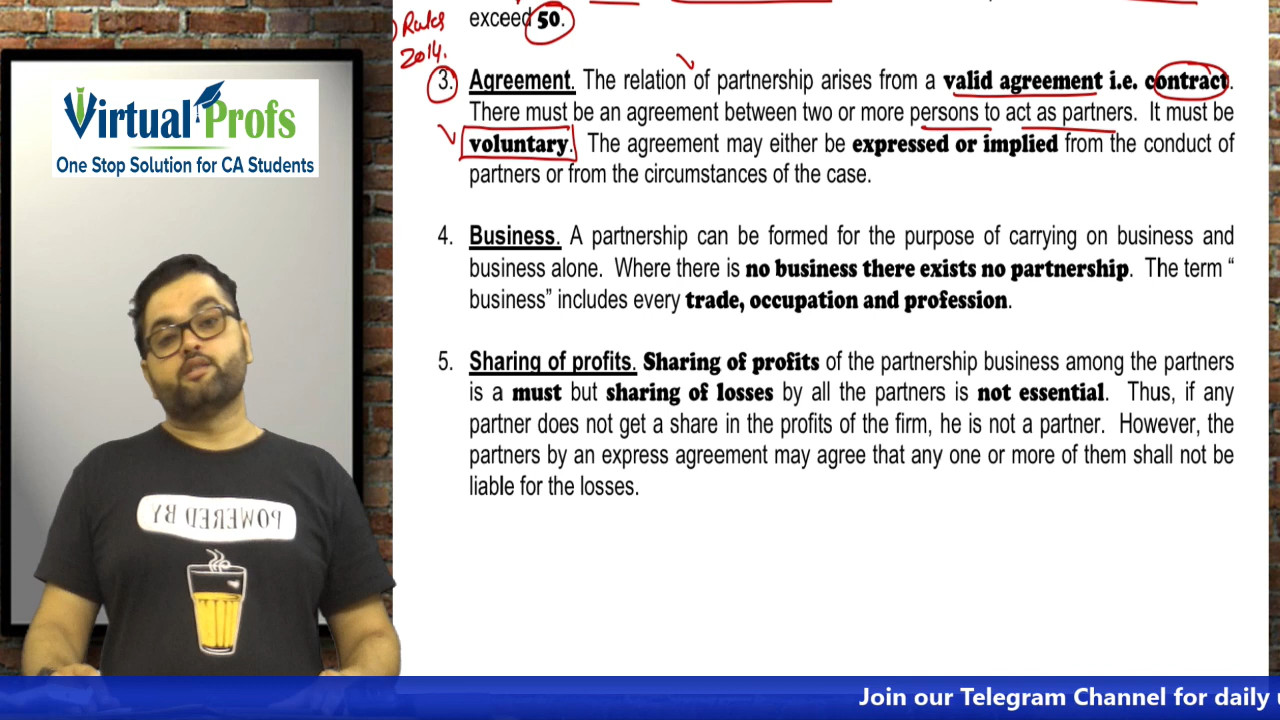 Rules
2014.
exceed 50.
3. Agreement. The relation of partnership arises from a valid agreement i.e. contract.
There must be an agreement between two or more persons to act as partners. It must be
voluntary. The agreement may either be expressed or implied from the conduct of
partners or from the circumstances of the case.
4. Business. A partnership can be formed for the purpose of carrying on business and
business alone. Where there is no business there exists no partnership. The term “
business” includes every trade, occupation and profession.
5. Sharing of profits. Sharing of profits of the partnership business among the partners
is a must but sharing of losses by all the partners is not essential. Thus, if any
partner does not get a share in the profits of the firm, he is not a partner. However, the
partners by an express agreement may agree that any one or more of them shall not be
liable for the losses.
Virtual Profs
One Stop Solution for CA Students
POWERED BY
Join our Telegram Channel for daily